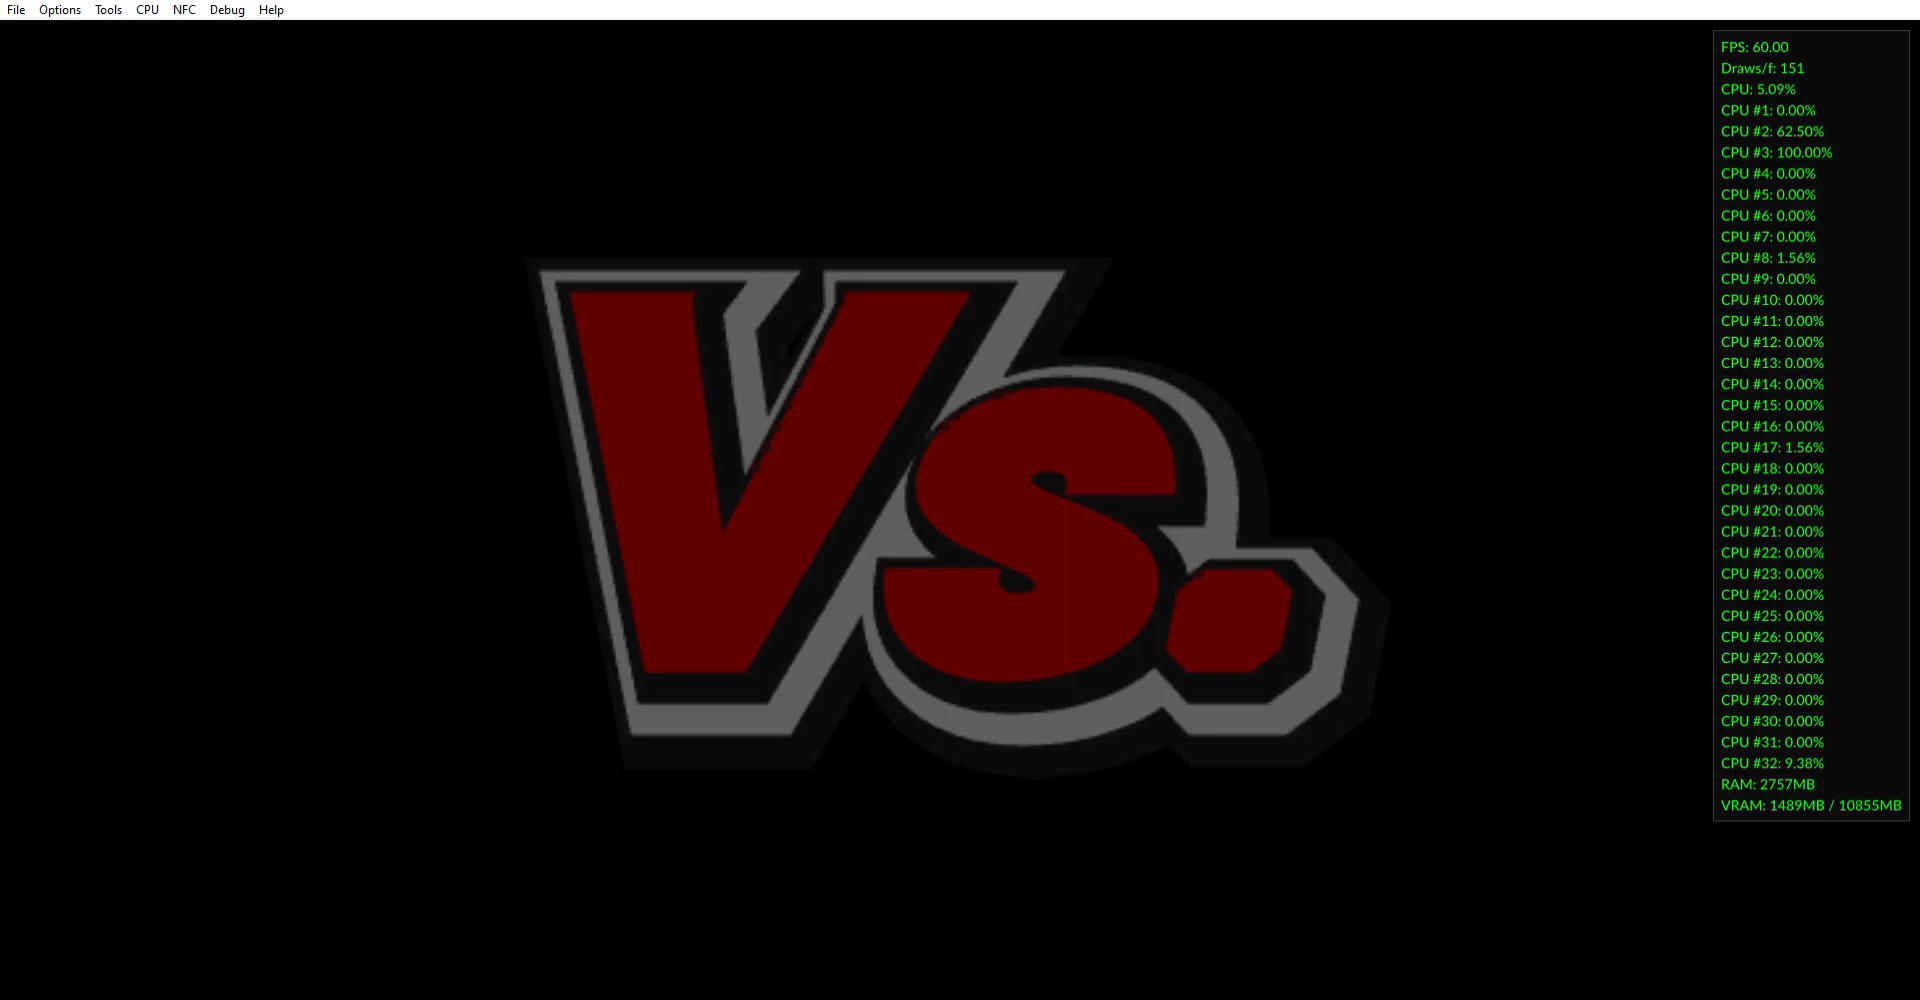 File Options Tools CPU NFC Debug Help
FPS: 60.00
Draws/f: 151
CPU: 5.09%
CPU #1: 0.00%
CPU #2: 62.50%
CPU #3: 100.00%
CPU #4: 0.00%
CPU #5: 0.00%
CPU #6: 0.00%
CPU #7: 0.00%
CPU #8: 1.56%
CPU #9: 0.00%
CPU #10: 0.00%
CPU #11: 0.00%
CPU #12: 0.00%
CPU #13: 0.00%
CPU #14: 0.00%
CPU #15: 0.00%
CPU #16: 0.00%
CPU #17: 1.56%
CPU #18: 0.00%
CPU #19: 0.00%
CPU #20: 0.00%
CPU #21: 0.00%
CPU #22: 0.00%
CPU #23: 0.00%
CPU #24: 0.00%
CPU #25: 0.00%
CPU #26: 0.00%
CPU #27: 0.00%
CPU #28: 0.00%
CPU #29: 0.00%
CPU #30: 0.00%
CPU #31: 0.00%
CPU #32: 9.38%
RAM: 2757MB
VRAM: 1489MB / 10855MB
Vs.